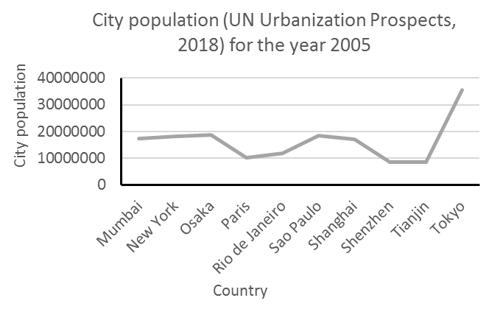 City population (UN Urbanization Prospects,
2018) for the year 2005
City population
40000000
30000000
20000000
10000000
0
Mumbai
New York
Osaka
Paris
Rio de Janeiro
Sao Paulo
Shanghai
Shenzhen
Tianjin
Tokyo
Country